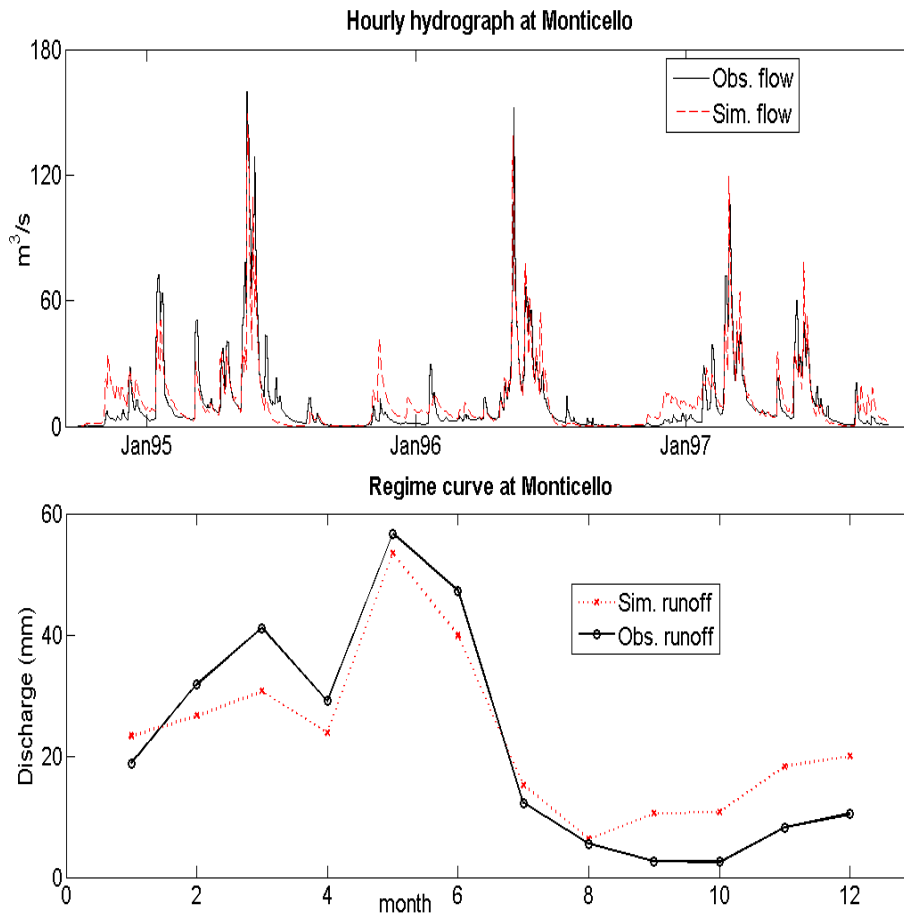 Hourly hydrograph at Monticello
180
120
60
0
m³/s
Obs. flow
Sim. flow
Jan95 Jan96 Jan97
Regime curve at Monticello
60
40
20
0
Discharge (mm)
Sim. runoff
Obs. runoff
0 2 4 6 8 10 12
month